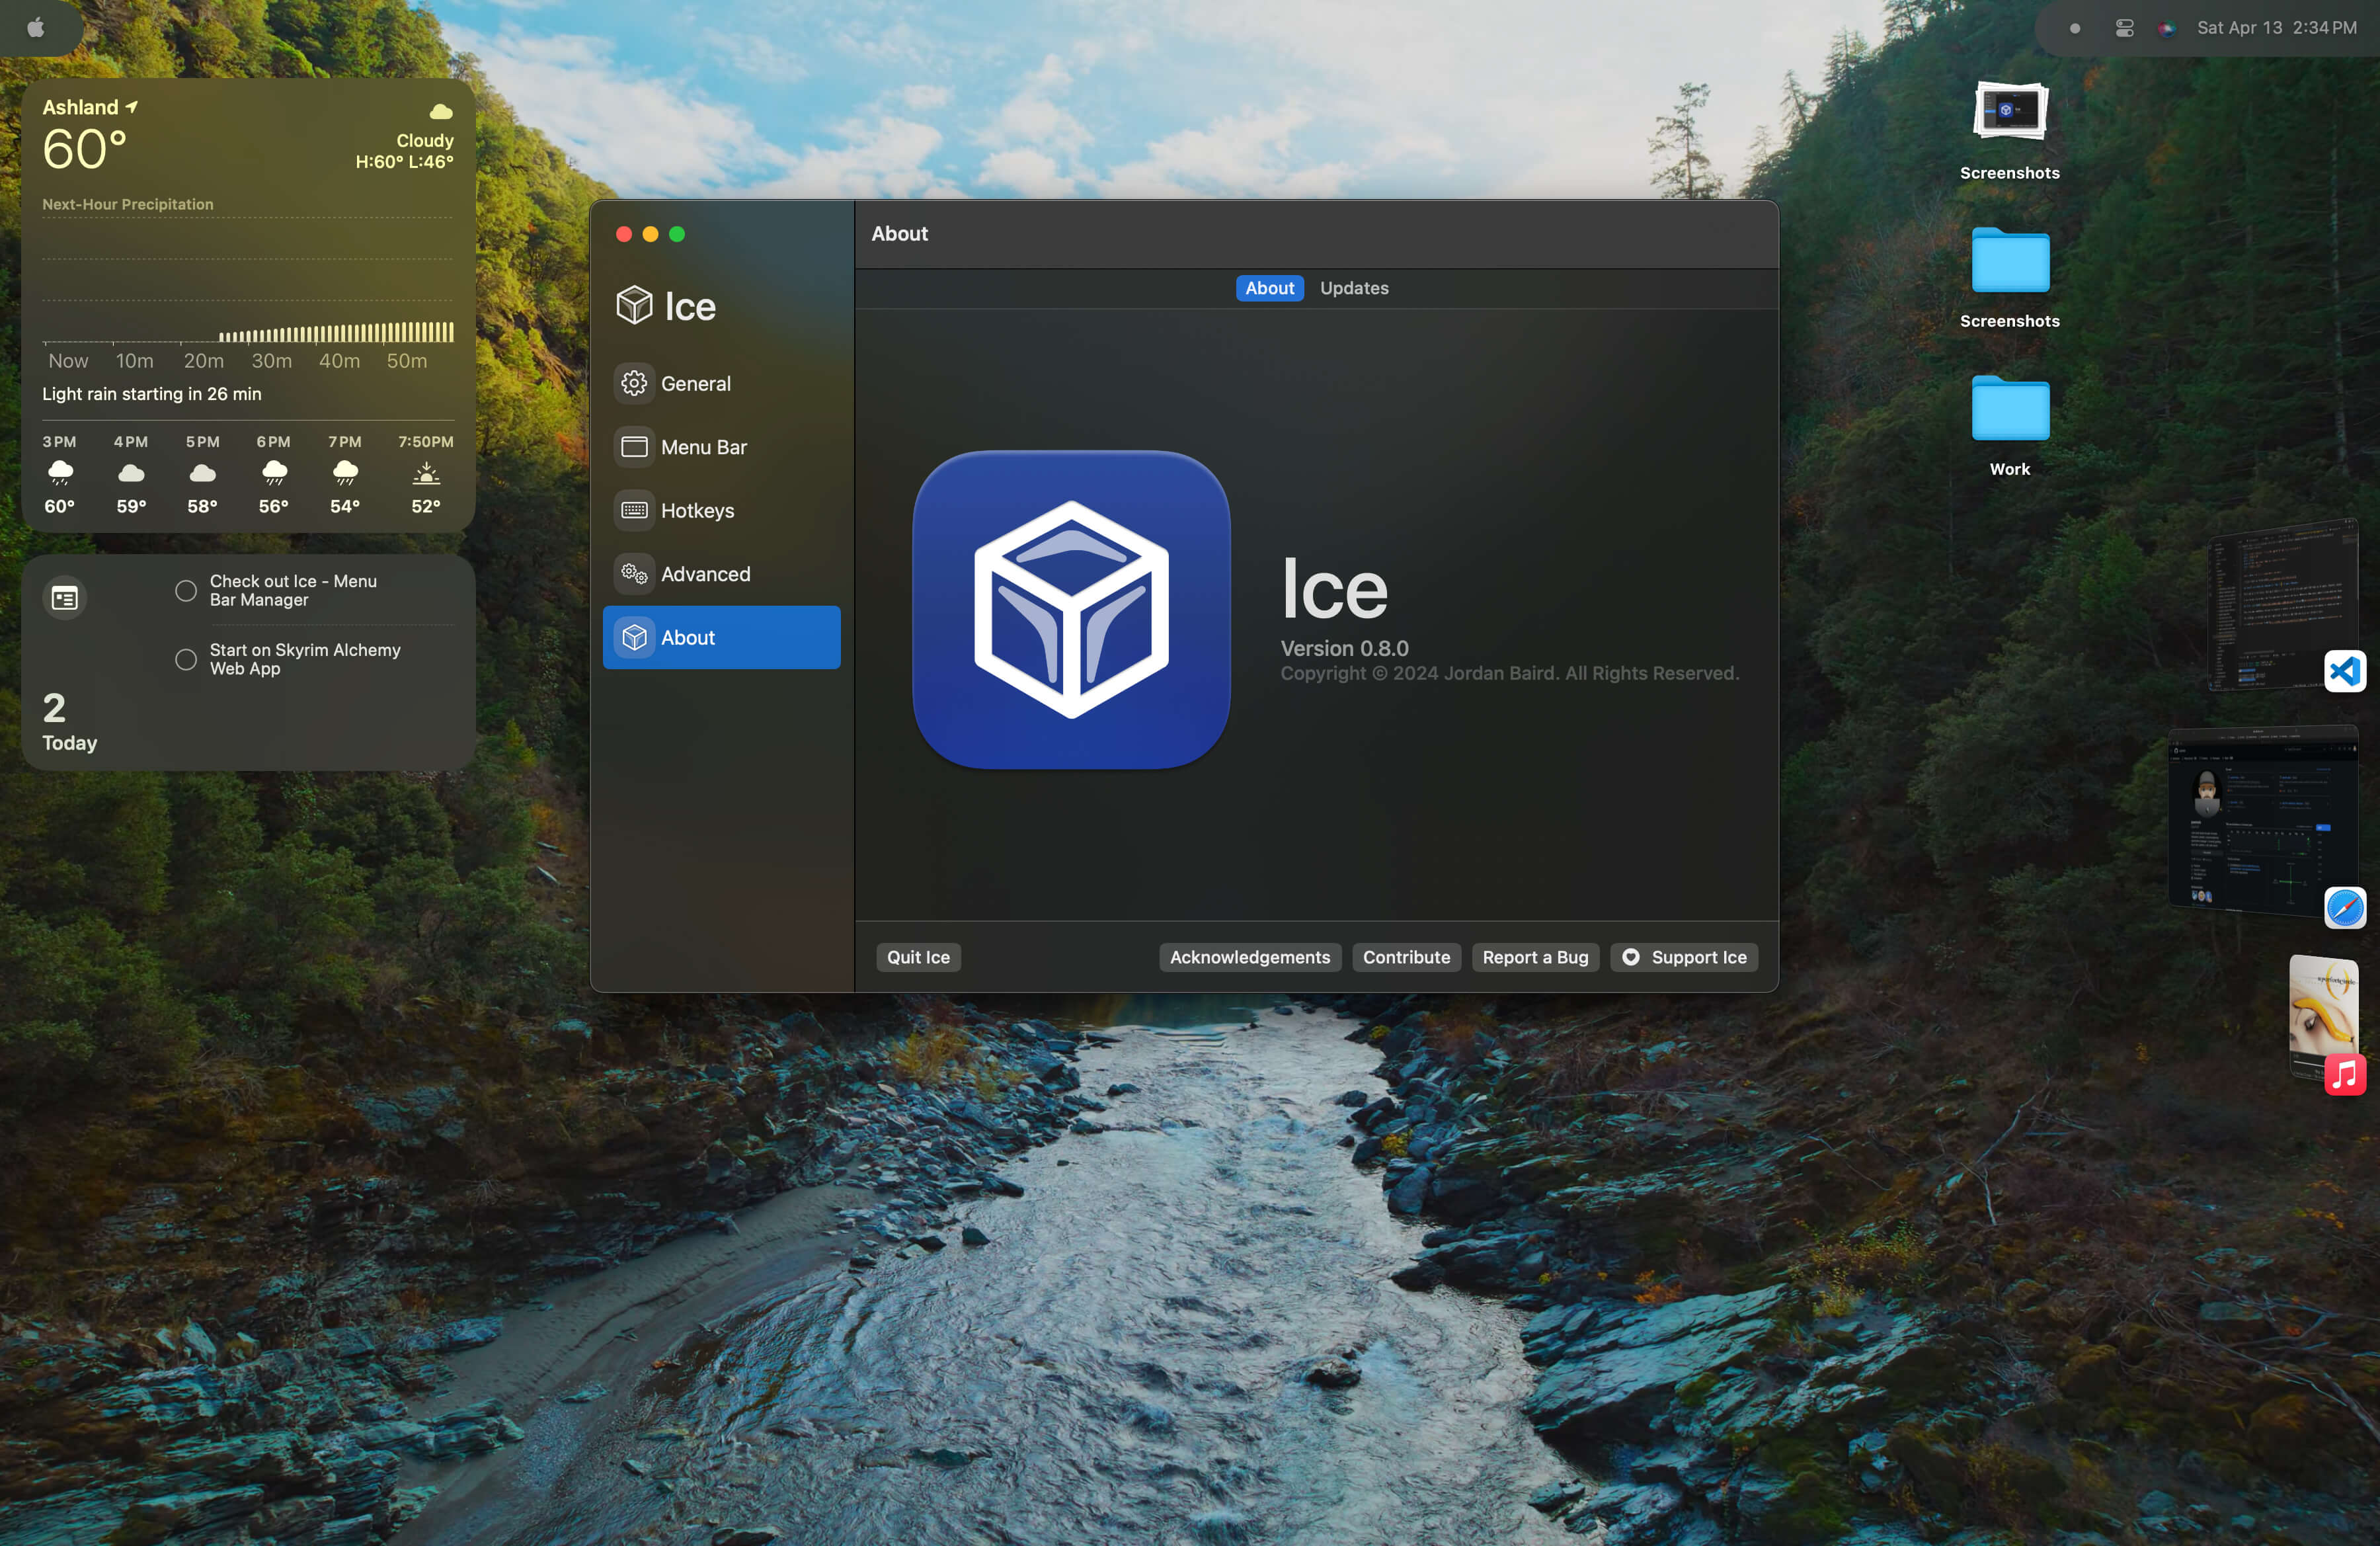 Sat Apr 13 2:34 PM
Ashland
60°
Cloudy
H:60° L:46°
Next-Hour Precipitation
Now 10m 20m 30m 40m 50m
Light rain starting in 26 min
3 PM 4 PM 5 PM 6 PM 7 PM 7:50PM
60° 59° 58° 56° 54° 52°
Check out Ice - Menu
Bar Manager
Start on Skyrim Alchemy
Web App
2
Today
Ice
General
Menu Bar
Hotkeys
Advanced
About
About
About Updates
Ice
Version 0.8.0
Copyright © 2024 Jordan Baird. All Rights Reserved.
Quit Ice
Acknowledgements
Contribute
Report a Bug
Support Ice
Screenshots
Screenshots
Work